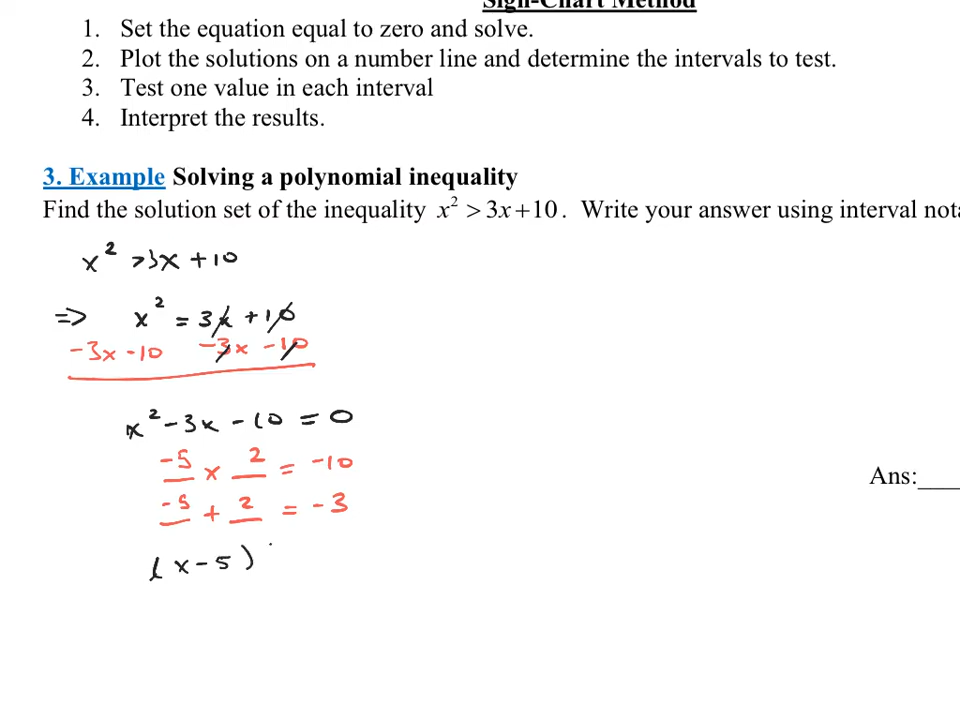 Sign-Chart Method
1. Set the equation equal to zero and solve.
2. Plot the solutions on a number line and determine the intervals to test.
3. Test one value in each interval
4. Interpret the results.
3. Example Solving a polynomial inequality
Find the solution set of the inequality x² > 3x + 10. Write your answer using interval nota
x² > 3x + 10
=> x² = 3x + 10
-3x - 10 -3x - 10
x² - 3x - 10 = 0
-5 x 2 = -10
-5 + 2 = -3
Ans:____
(x - 5)